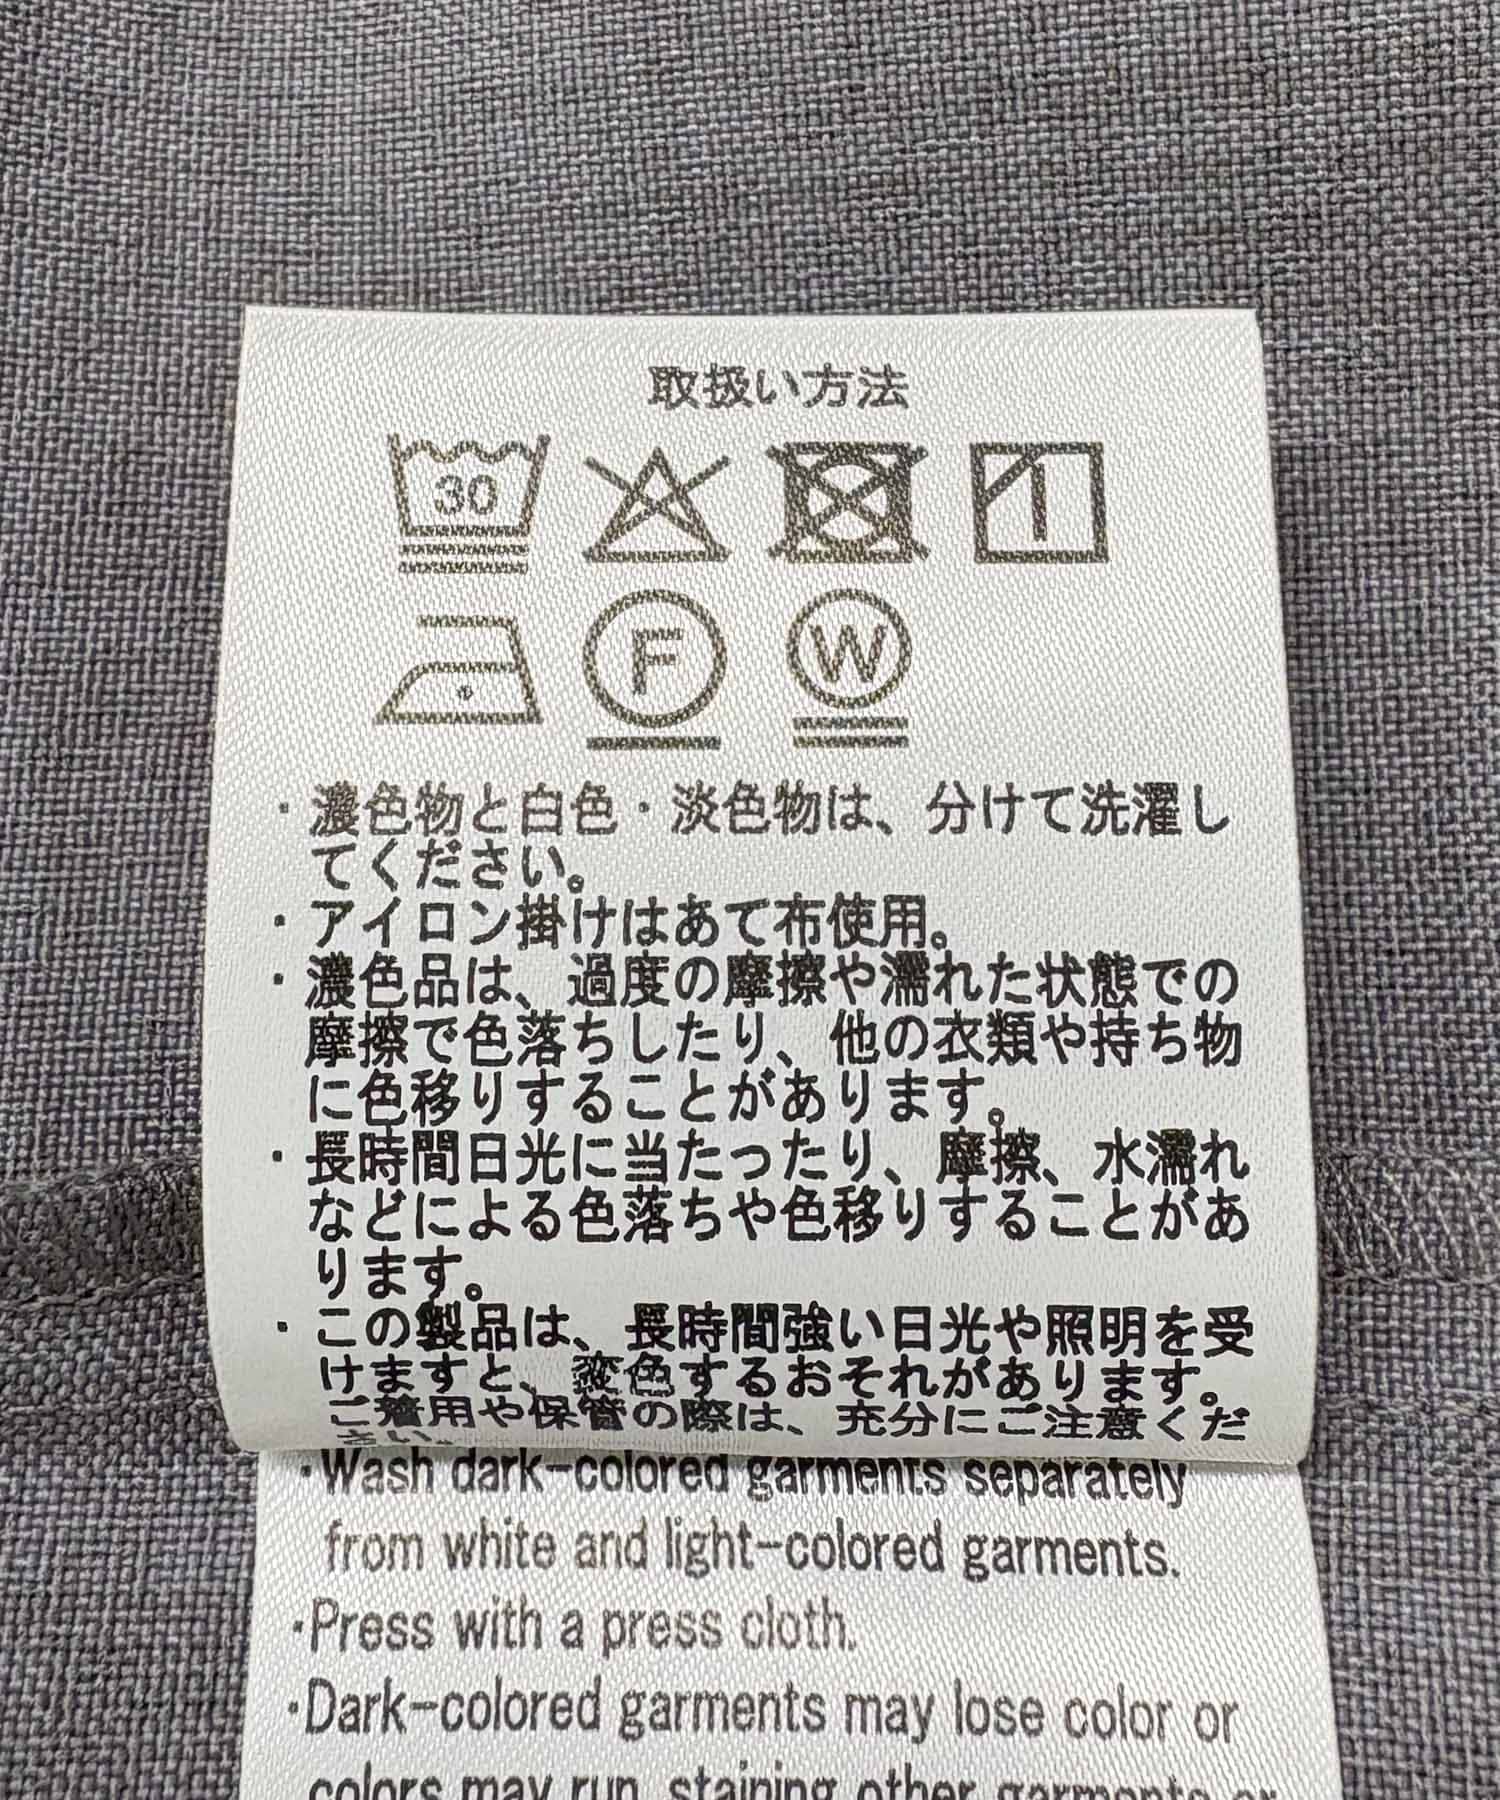 取扱い方法
30
F
W
・濃色物と白色・淡色物は、分けて洗濯し
てください。
・アイロン掛けはあて布使用。
・濃色品は、過度の摩擦や濡れた状態での
摩擦で色落ちしたり、他の衣類や持ち物
に色移りすることがあります。
・長時間日光に当たったり、摩擦、水濡れ
などによる色落ちや色移りすることがあ
ります。
・この製品は、長時間強い日光や照明を受
けますと、変色するおそれがあります。
ご着用や保管の際は、充分にご注意くだ
さい。
・Wash dark-colored garments separately
from white and light-colored garments.
・Press with a press cloth.
・Dark-colored garments may lose color or
colors may run, staining other garments or